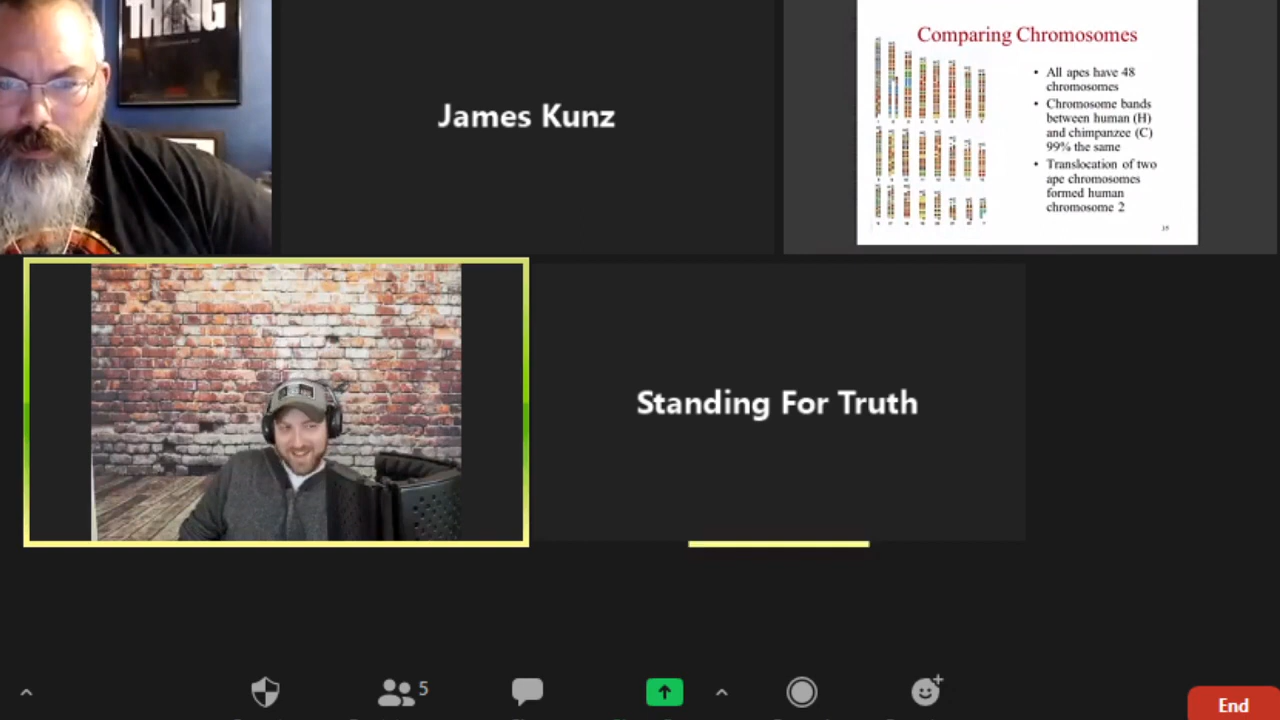 THING
James Kunz
Comparing Chromosomes
• All apes have 48
chromosomes
• Chromosome bands
between human (H)
and chimpanzee (C)
99% the same
• Translocation of two
ape chromosomes
formed human
chromosome 2
Standing For Truth
5
End